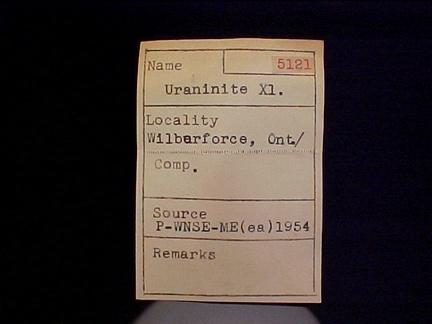 Name 5121
Uraninite Xl.
Locality
Wilberforce, Ont/
Comp.
Source
P-WNSE-ME(ea)1954
Remarks